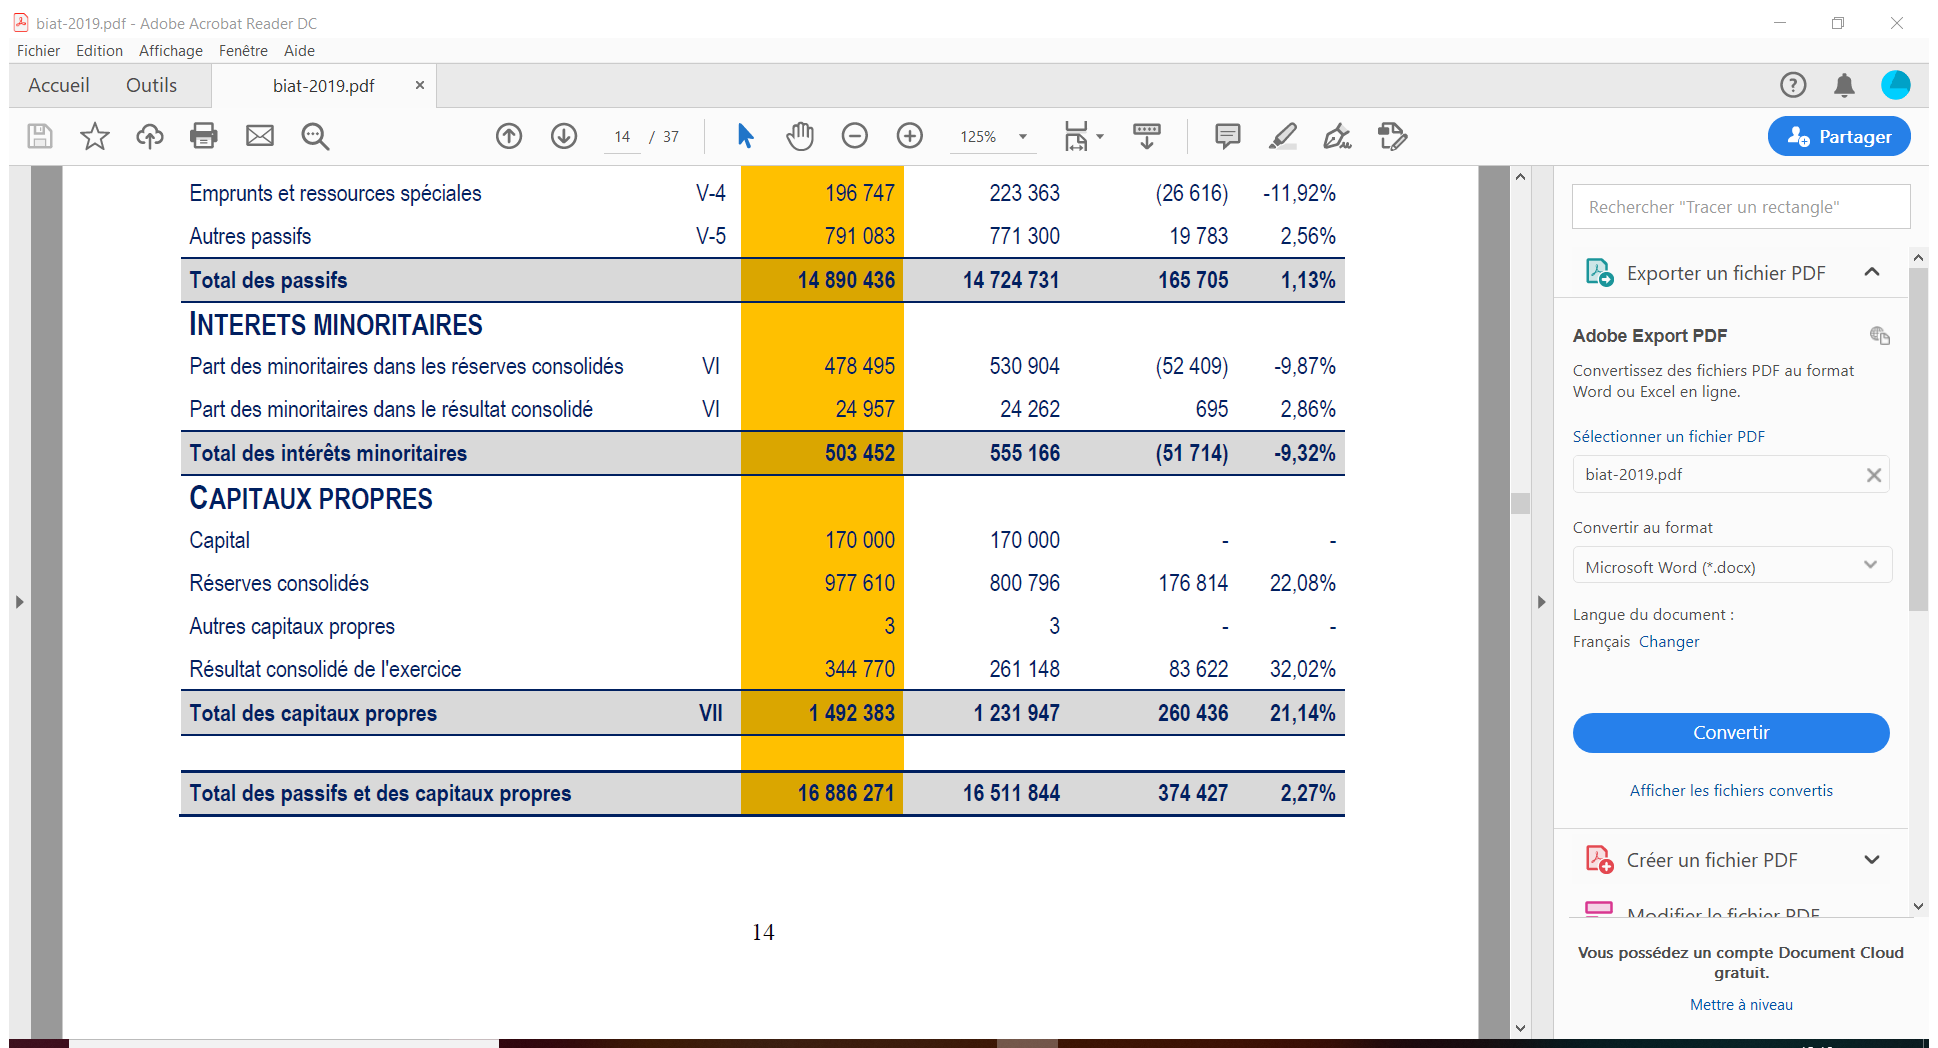 biat-2019.pdf - Adobe Acrobat Reader DC
Fichier Edition Affichage Fenêtre Aide
Accueil Outils biat-2019.pdf ×
14 / 37 125% Partager
Emprunts et ressources spéciales V-4 196 747 223 363 (26 616) -11,92%
Autres passifs V-5 791 083 771 300 19 783 2,56%
Total des passifs 14 890 436 14 724 731 165 705 1,13%
INTERETS MINORITAIRES
Part des minoritaires dans les réserves consolidés VI 478 495 530 904 (52 409) -9,87%
Part des minoritaires dans le résultat consolidé VI 24 957 24 262 695 2,86%
Total des intérêts minoritaires 503 452 555 166 (51 714) -9,32%
CAPITAUX PROPRES
Capital 170 000 170 000 - -
Réserves consolidés 977 610 800 796 176 814 22,08%
Autres capitaux propres 3 3 - -
Résultat consolidé de l'exercice 344 770 261 148 83 622 32,02%
Total des capitaux propres VII 1 492 383 1 231 947 260 436 21,14%
Total des passifs et des capitaux propres 16 886 271 16 511 844 374 427 2,27%
14
Rechercher "Tracer un rectangle"
Exporter un fichier PDF
Adobe Export PDF
Convertissez des fichiers PDF au format
Word ou Excel en ligne.
Sélectionner un fichier PDF
biat-2019.pdf
Convertir au format
Microsoft Word (*.docx)
Langue du document :
Français Changer
Convertir
Afficher les fichiers convertis
Créer un fichier PDF
Modifier le fichier PDF
Vous possédez un compte Document Cloud
gratuit.
Mettre à niveau